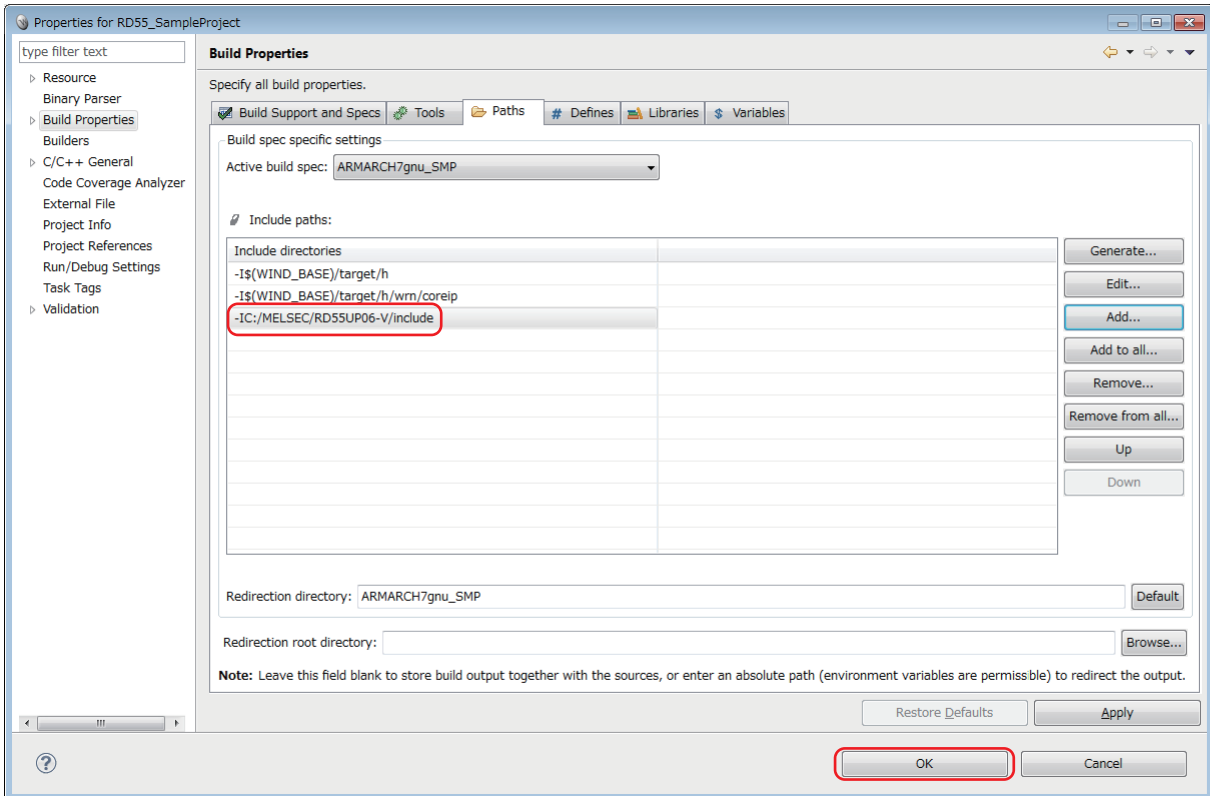 Properties for RD55_SampleProject
type filter text
Resource
Binary Parser
Build Properties
Builders
C/C++ General
Code Coverage Analyzer
External File
Project Info
Project References
Run/Debug Settings
Task Tags
Validation
Build Properties
Specify all build properties.
Build Support and Specs Tools Paths # Defines Libraries $ Variables
Build spec specific settings
Active build spec: ARMARCH7gnu_SMP
Include paths:
Include directories
-I$(WIND_BASE)/target/h
-I$(WIND_BASE)/target/h/wrn/coreip
-IC:/MELSEC/RD55UP06-V/include
Generate...
Edit...
Add...
Add to all...
Remove...
Remove from all...
Up
Down
Redirection directory: ARMARCH7gnu_SMP Default
Redirection root directory: Browse...
Note: Leave this field blank to store build output together with the sources, or enter an absolute path (environment variables are permissible) to redirect the output.
Restore Defaults Apply
? OK Cancel